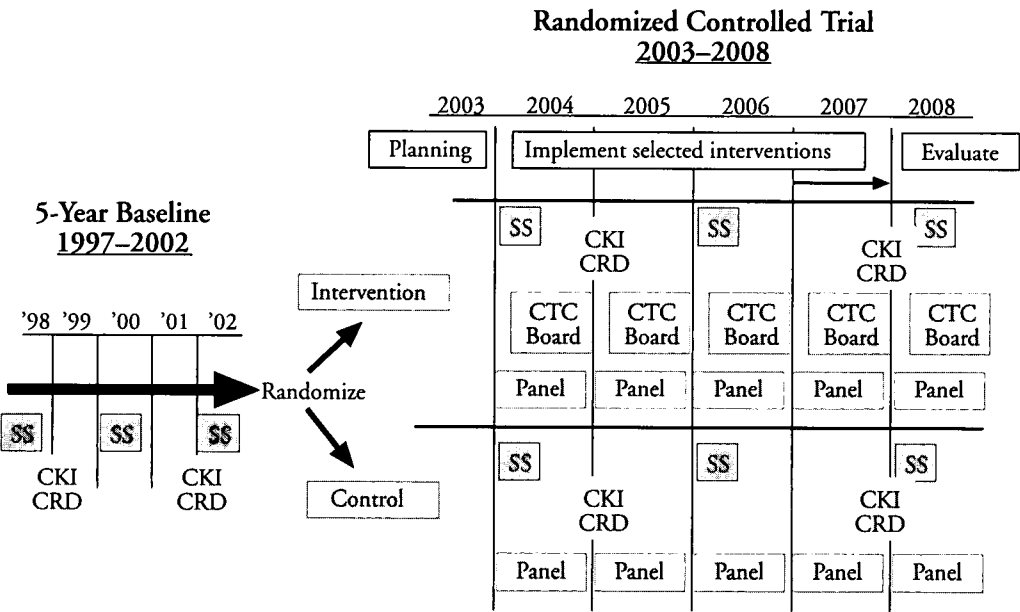 Randomized Controlled Trial
2003–2008
2003 2004 2005 2006 2007 2008
Planning Implement selected interventions Evaluate
5-Year Baseline
1997–2002
SS SS SS
CKI CKI
CRD CRD
Intervention
CTC CTC CTC CTC CTC
Board Board Board Board Board
'98 '99 '00 '01 '02
Randomize
Panel Panel Panel Panel Panel
SS SS SS
SS SS SS
CKI CKI
CRD CRD
Control
CKI CKI
CRD CRD
Panel Panel Panel Panel Panel